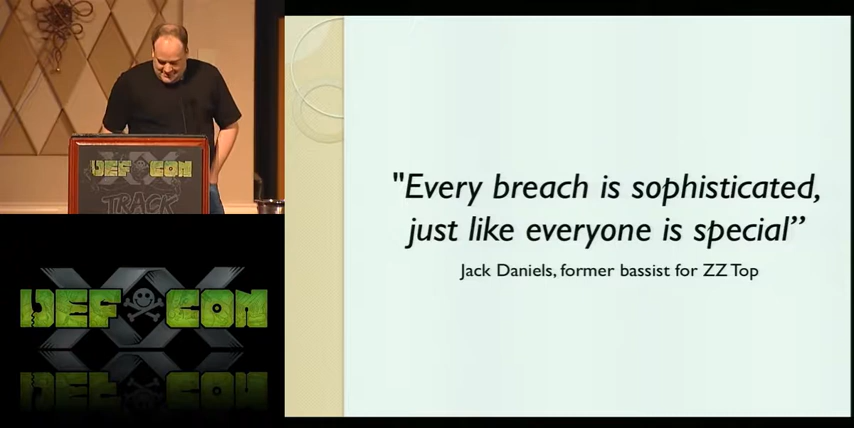 DEF CON
TRACK
DEF CON
XX
"Every breach is sophisticated,
just like everyone is special”
Jack Daniels, former bassist for ZZ Top